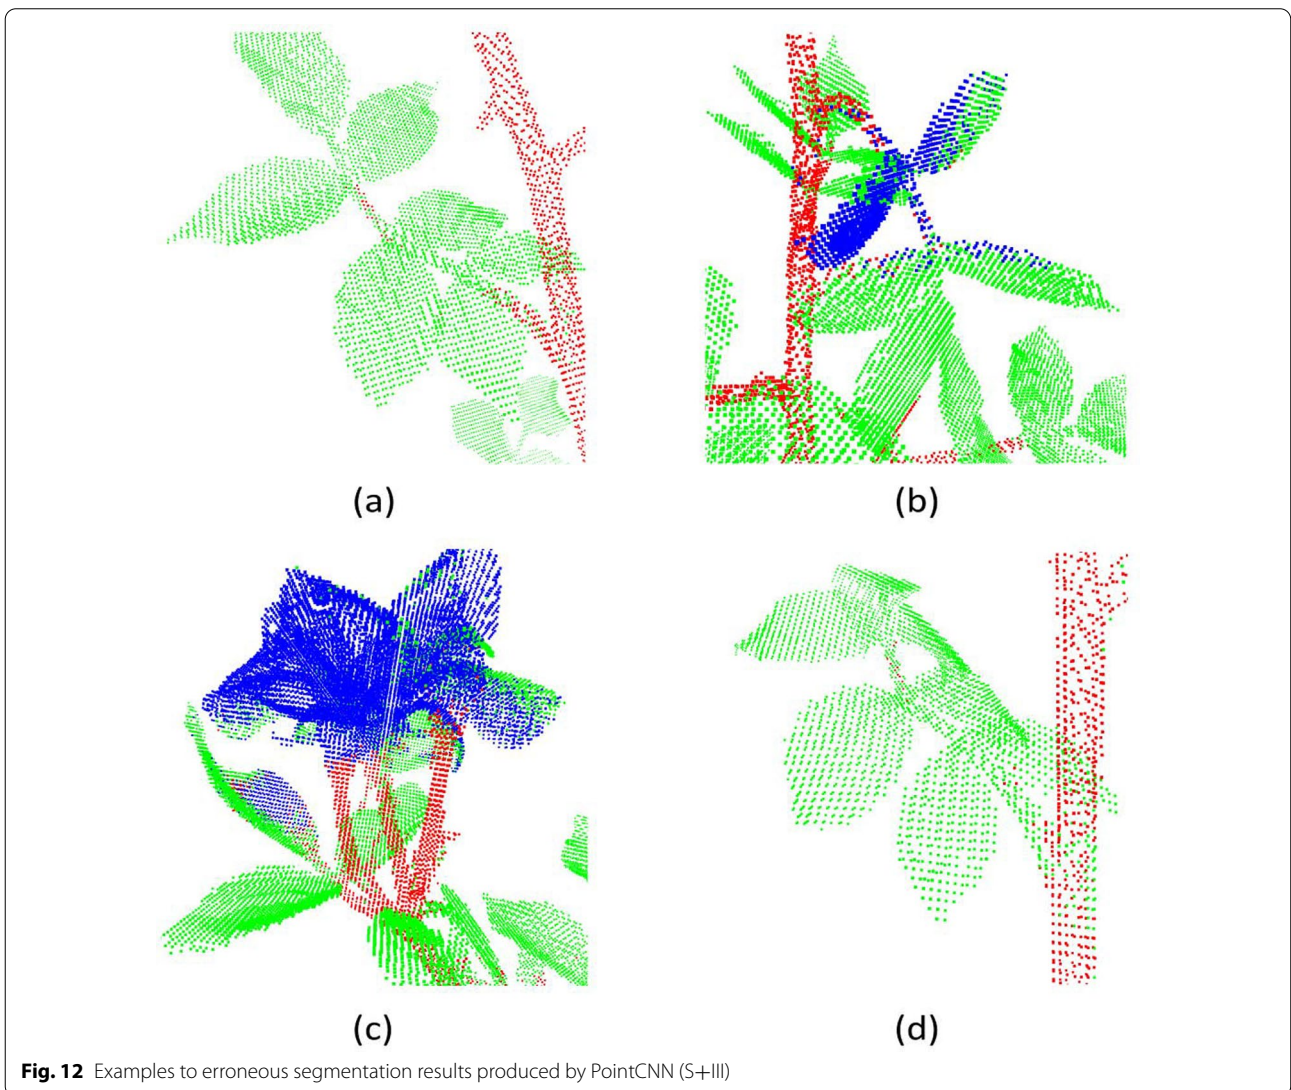 (a)
(b)
(c)
(d)
Fig. 12 Examples to erroneous segmentation results produced by PointCNN (S+III)